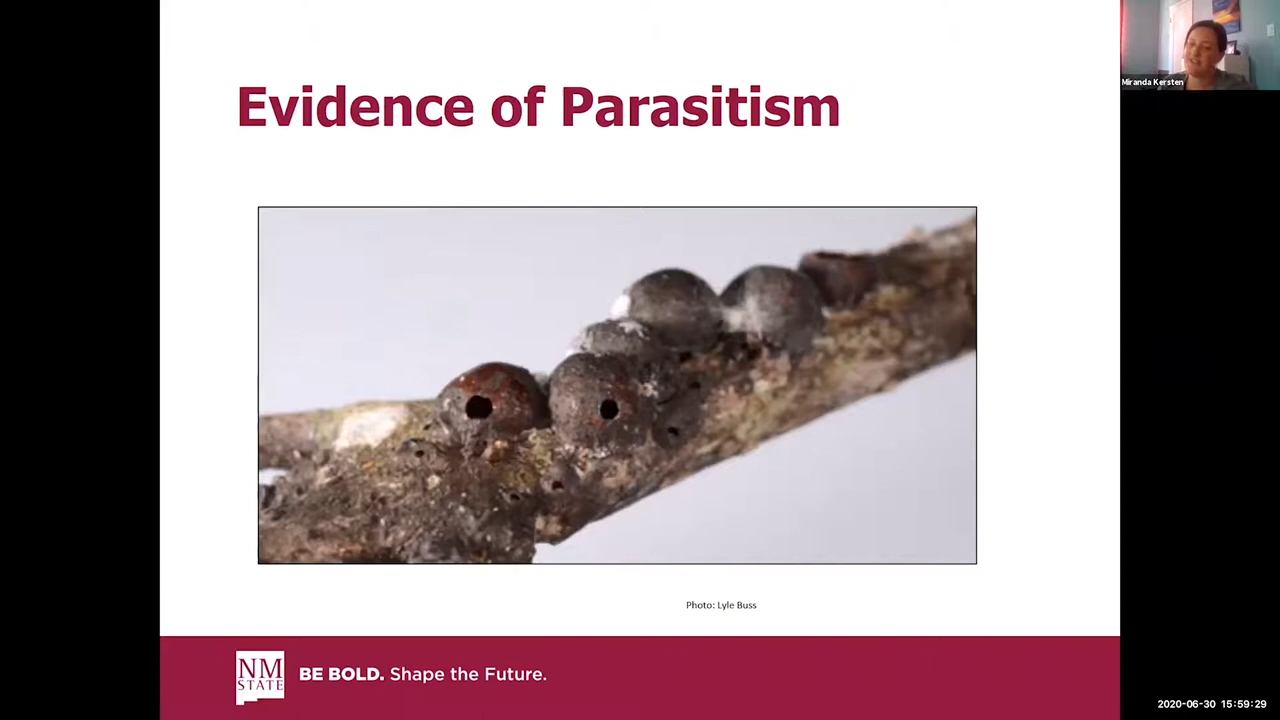 Evidence of Parasitism
Miranda Kersten
Photo: Lyle Buss
NM
STATE
BE BOLD. Shape the Future.
2020-06-30 15:59:29